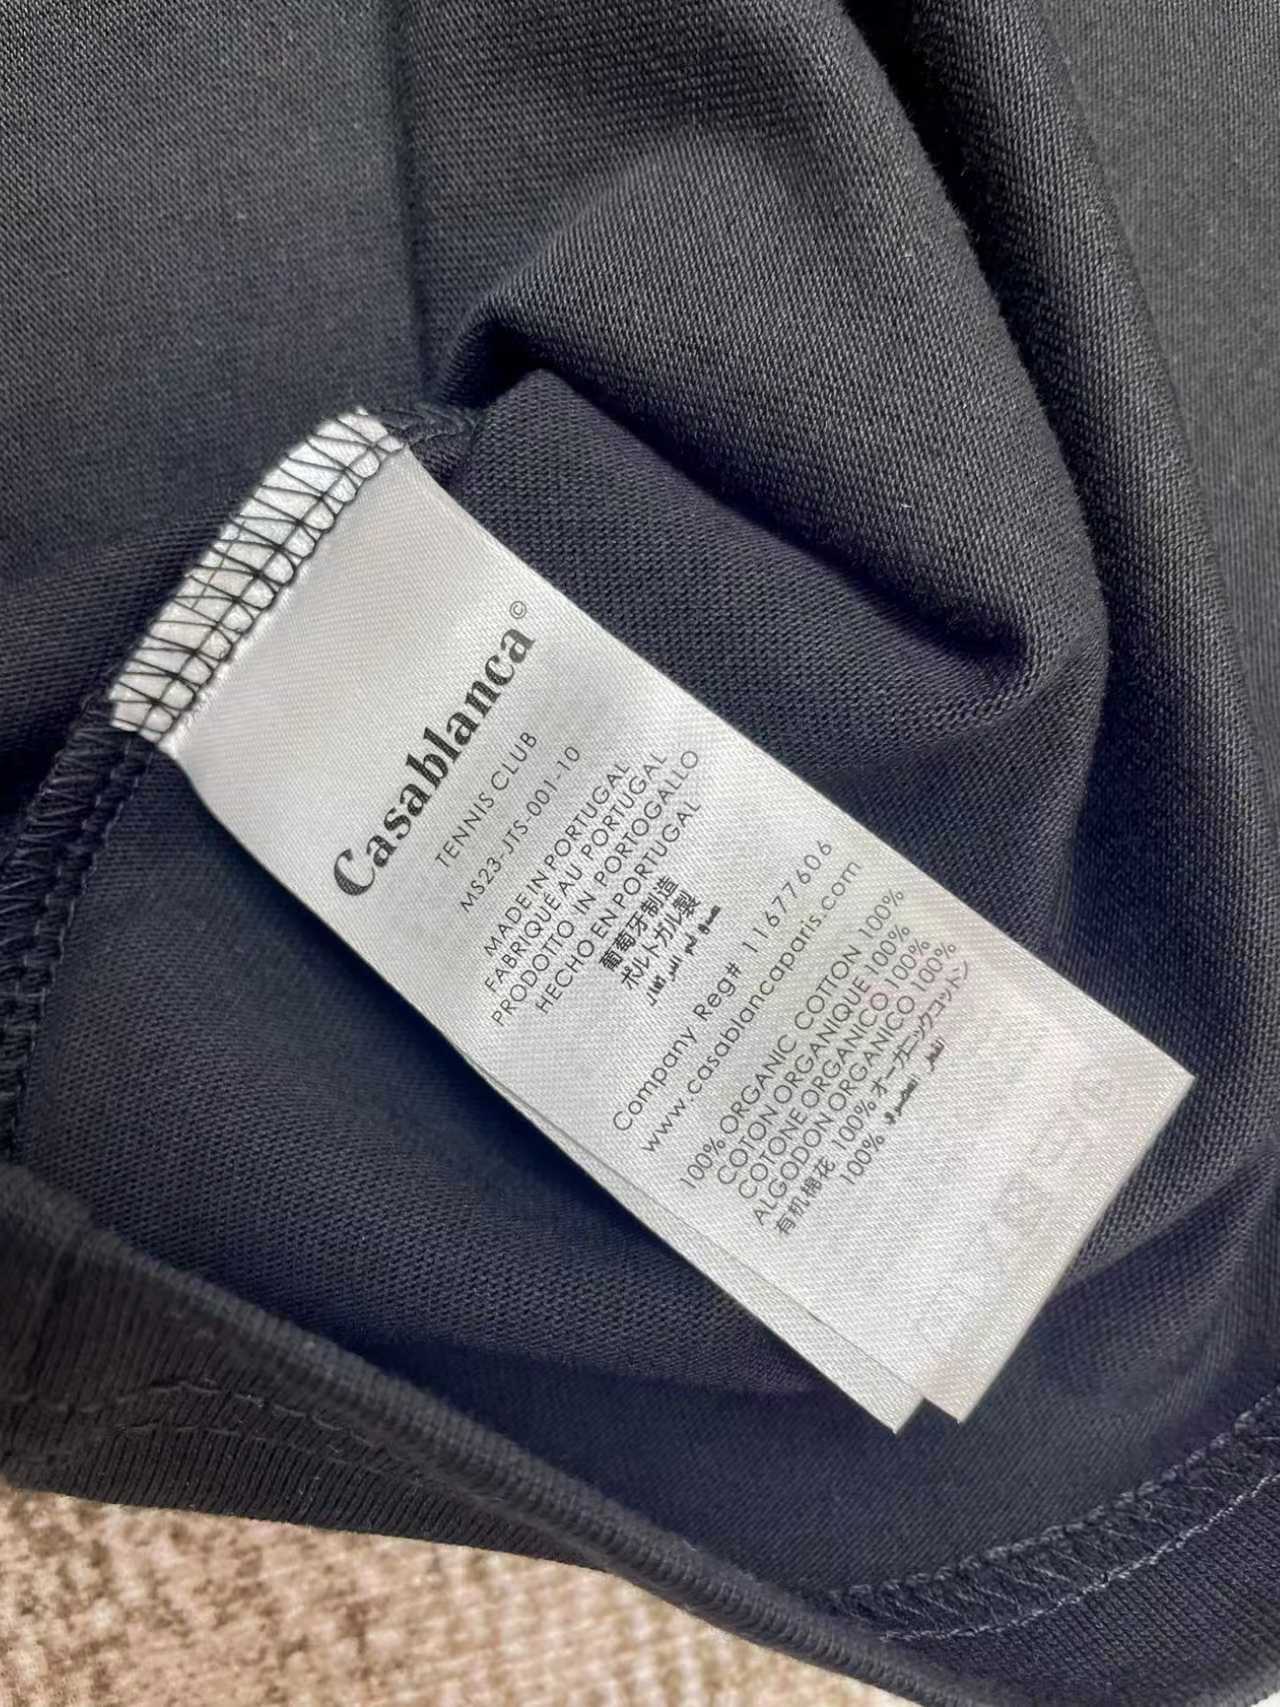 Casablanca©
TENNIS CLUB
MS23-JTS-001-10
MADE IN PORTUGAL
FABRIQUÉ AU PORTUGAL
PRODOTTO IN PORTOGALLO
HECHO EN PORTUGAL
葡萄牙制造
ポルトガル製
Company Reg# 11677606
www.casablancaparis.com
100% ORGANIC COTTON 100%
COTON ORGANIQUE 100%
COTONE ORGANICO 100%
ALGODON ORGANICO 100%
有机棉花 100% オーガニックコットン
100%